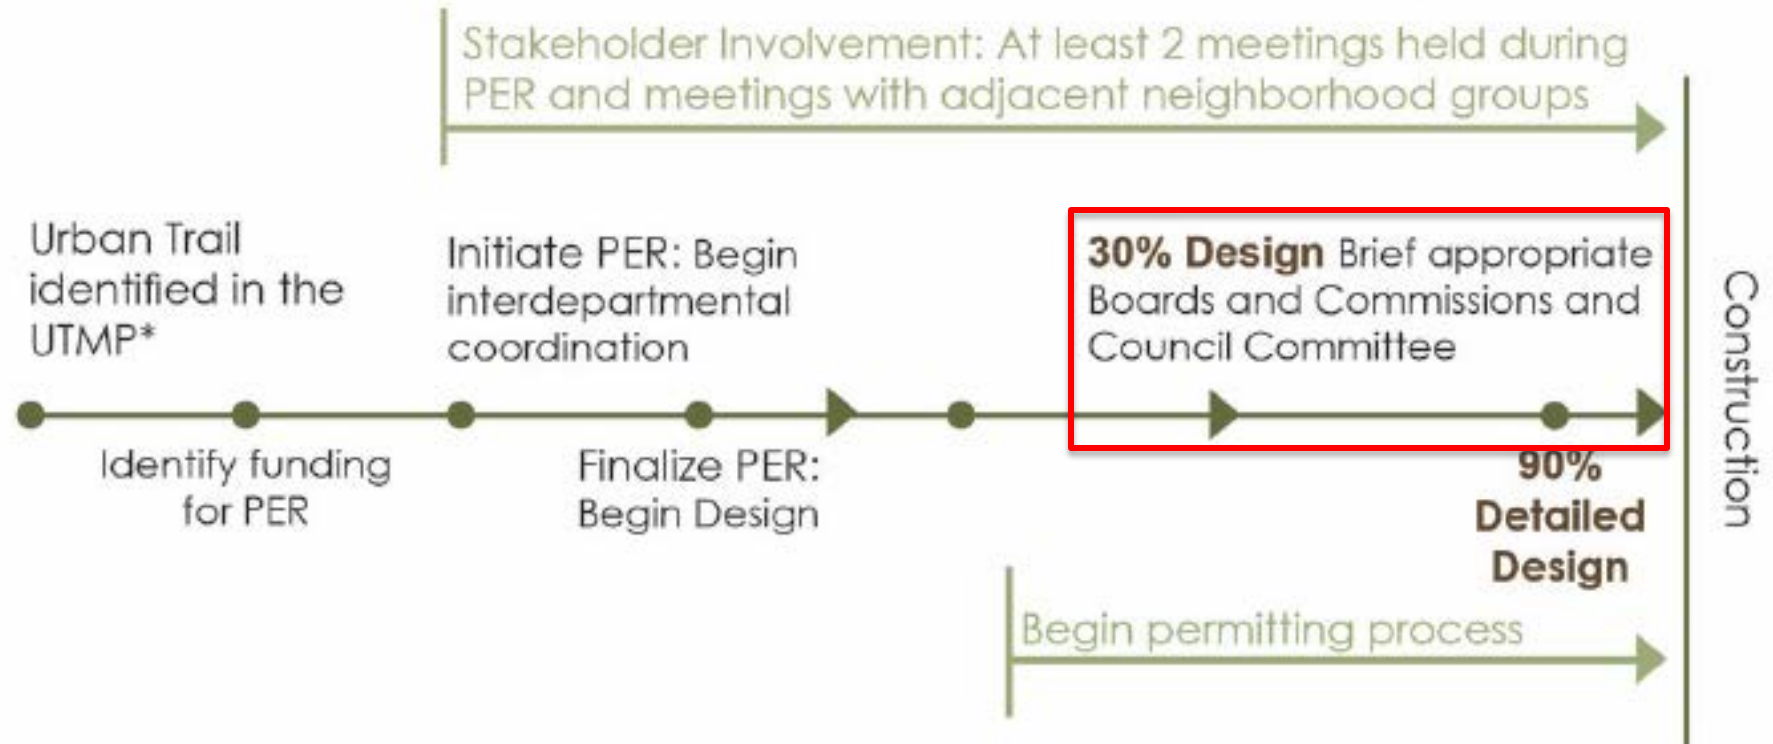 Stakeholder Involvement: At least 2 meetings held during
PER and meetings with adjacent neighborhood groups
Urban Trail
identified in the
UTMP*
Initiate PER: Begin
interdepartmental
coordination
30% Design Brief appropriate
Boards and Commissions and
Council Committee
Identify funding
for PER
Finalize PER:
Begin Design
90%
Detailed
Design
Begin permitting process
Construction